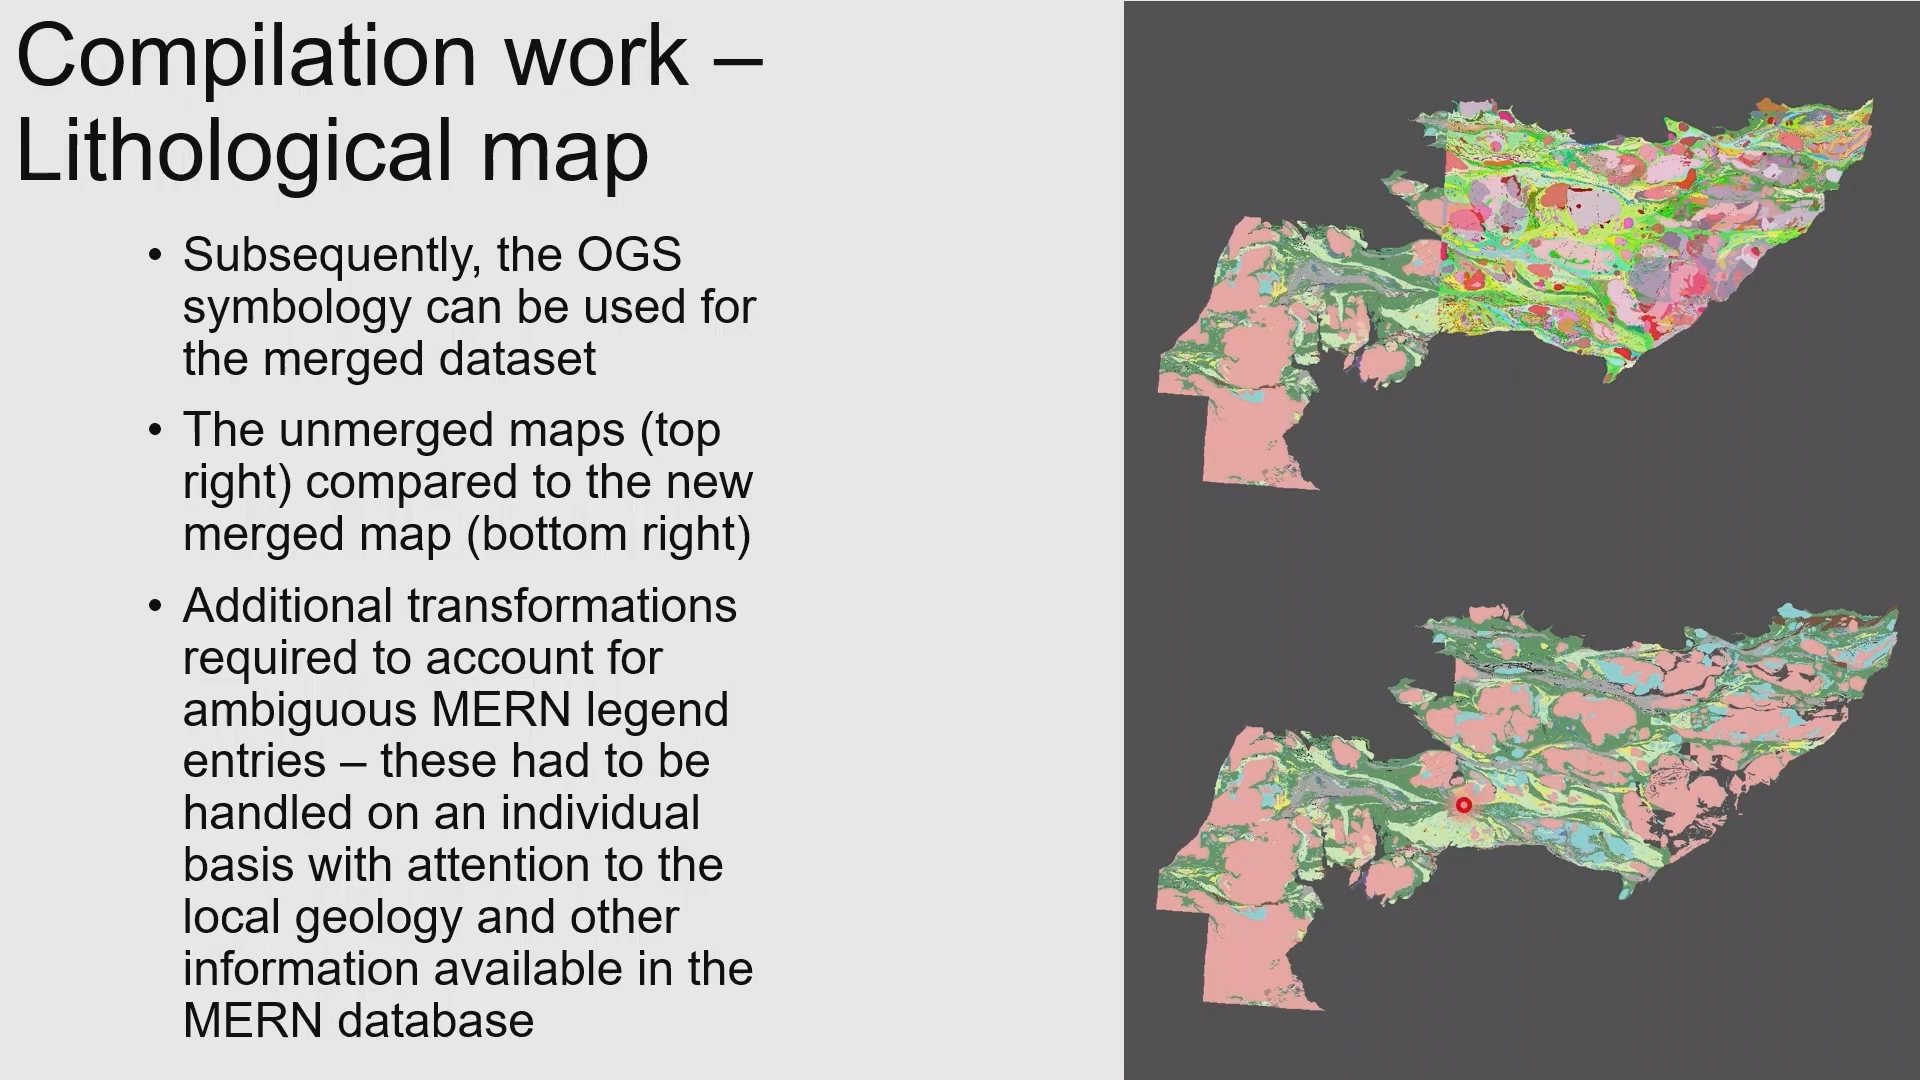 Compilation work –
Lithological map
• Subsequently, the OGS
symbology can be used for
the merged dataset
• The unmerged maps (top
right) compared to the new
merged map (bottom right)
• Additional transformations
required to account for
ambiguous MERN legend
entries – these had to be
handled on an individual
basis with attention to the
local geology and other
information available in the
MERN database